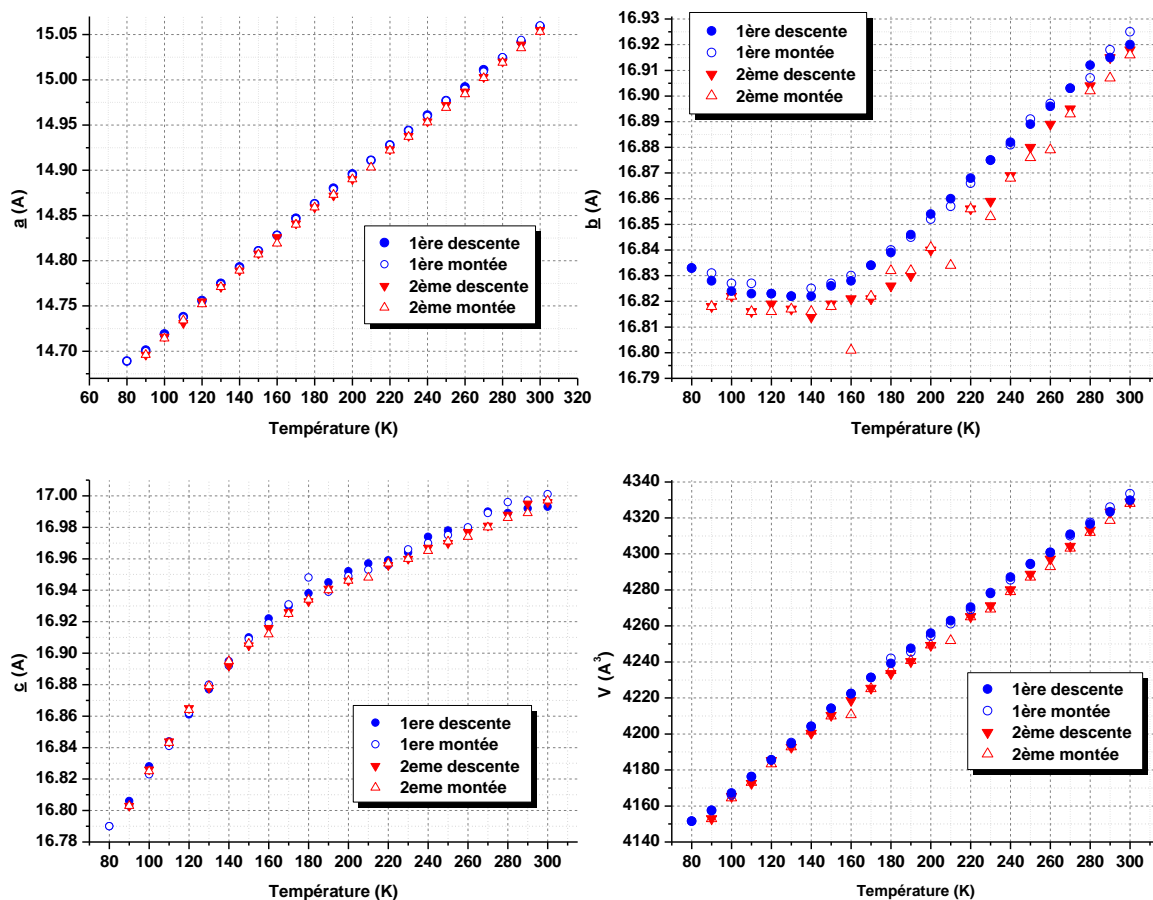 a (A)
15.05
15.00
14.95
14.90
14.85
14.80
14.75
14.70
1ère descente
1ère montée
2ème descente
2ème montée
60 80 100 120 140 160 180 200 220 240 260 280 300 320
Température (K)
b (A)
16.93
16.92
16.91
16.90
16.89
16.88
16.87
16.86
16.85
16.84
16.83
16.82
16.81
16.80
16.79
1ère descente
1ère montée
2ème descente
2ème montée
80 100 120 140 160 180 200 220 240 260 280 300
Température (K)
c (A)
17.00
16.98
16.96
16.94
16.92
16.90
16.88
16.86
16.84
16.82
16.80
16.78
1ere descente
1ere montée
2eme descente
2eme montée
80 100 120 140 160 180 200 220 240 260 280 300
Température (K)
V (A³)
4340
4320
4300
4280
4260
4240
4220
4200
4180
4160
4140
1ère descente
1ère montée
2ème descente
2ème montée
80 100 120 140 160 180 200 220 240 260 280 300
Température (K)